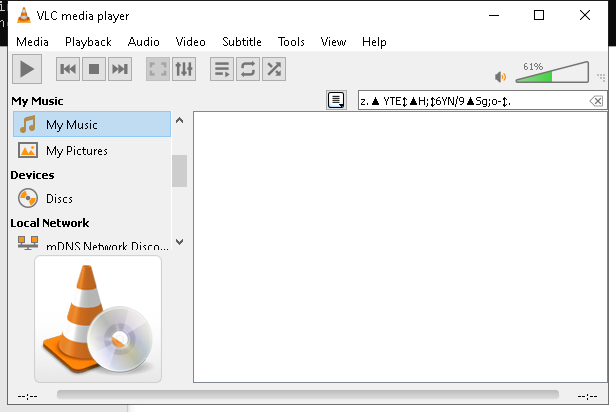 VLC media player
Media Playback Audio Video Subtitle Tools View Help
61%
My Music
z.▲ YTE↨▲H;↨6YN/9▲Sg;o-↨.
My Music
My Pictures
Devices
Discs
Local Network
mDNS Network Disco...
--:-- --:--